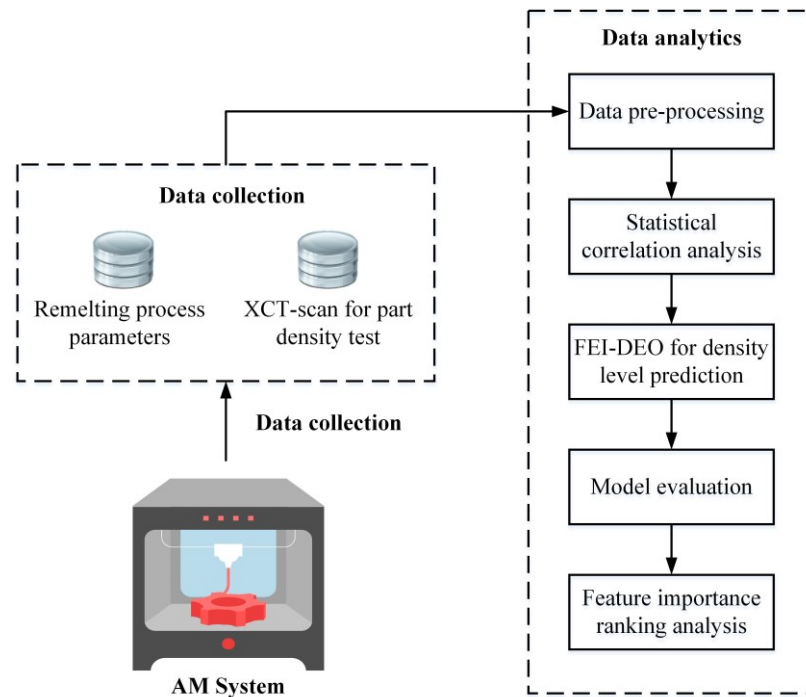 Data collection
Remelting process
parameters
XCT-scan for part
density test
Data collection
AM System
Data analytics
Data pre-processing
Statistical
correlation analysis
FEI-DEO for density
level prediction
Model evaluation
Feature importance
ranking analysis